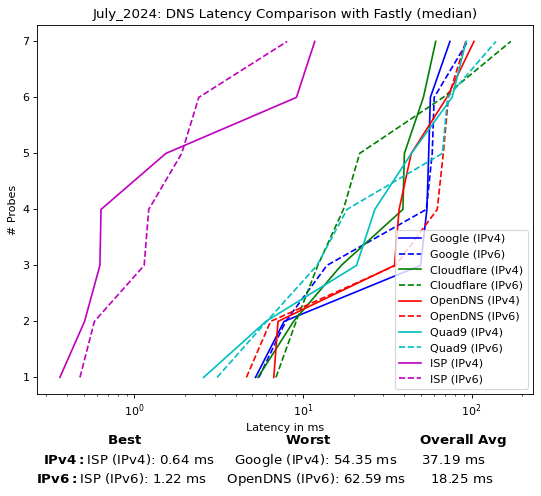 July_2024: DNS Latency Comparison with Fastly (median)
# Probes
7
6
5
4
3
2
1
Google (IPv4)
Google (IPv6)
Cloudflare (IPv4)
Cloudflare (IPv6)
OpenDNS (IPv4)
OpenDNS (IPv6)
Quad9 (IPv4)
Quad9 (IPv6)
ISP (IPv4)
ISP (IPv6)
10⁰ 10¹ 10²
Latency in ms
Best Worst Overall Avg
IPv4: ISP (IPv4): 0.64 ms Google (IPv4): 54.35 ms 37.19 ms
IPv6: ISP (IPv6): 1.22 ms OpenDNS (IPv6): 62.59 ms 18.25 ms